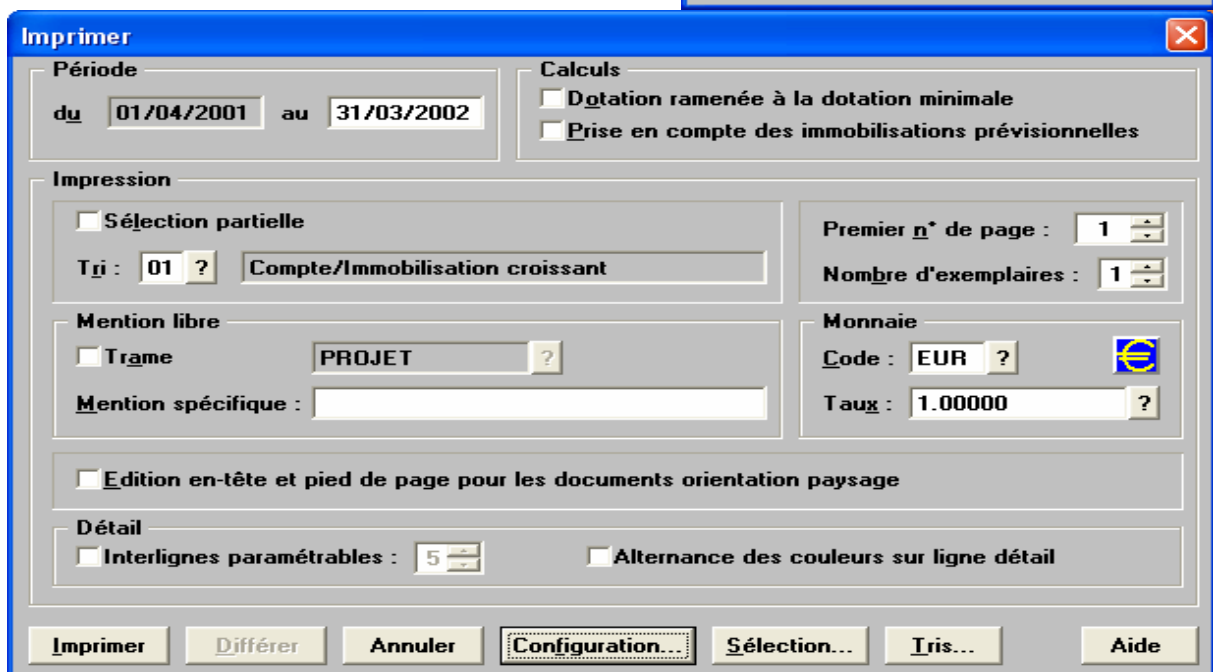 Imprimer
Période
du 01/04/2001 au 31/03/2002
Calculs
Dotation ramenée à la dotation minimale
Prise en compte des immobilisations prévisionnelles
Impression
Sélection partielle
Tri : 01 ? Compte/Immobilisation croissant
Premier n° de page : 1
Nombre d'exemplaires : 1
Mention libre
Trame PROJET ?
Mention spécifique :
Monnaie
Code : EUR ? €
Taux : 1.00000 ?
Edition en-tête et pied de page pour les documents orientation paysage
Détail
Interlignes paramétrables : 5 Alternance des couleurs sur ligne détail
Imprimer Différer Annuler Configuration... Sélection... Tris... Aide